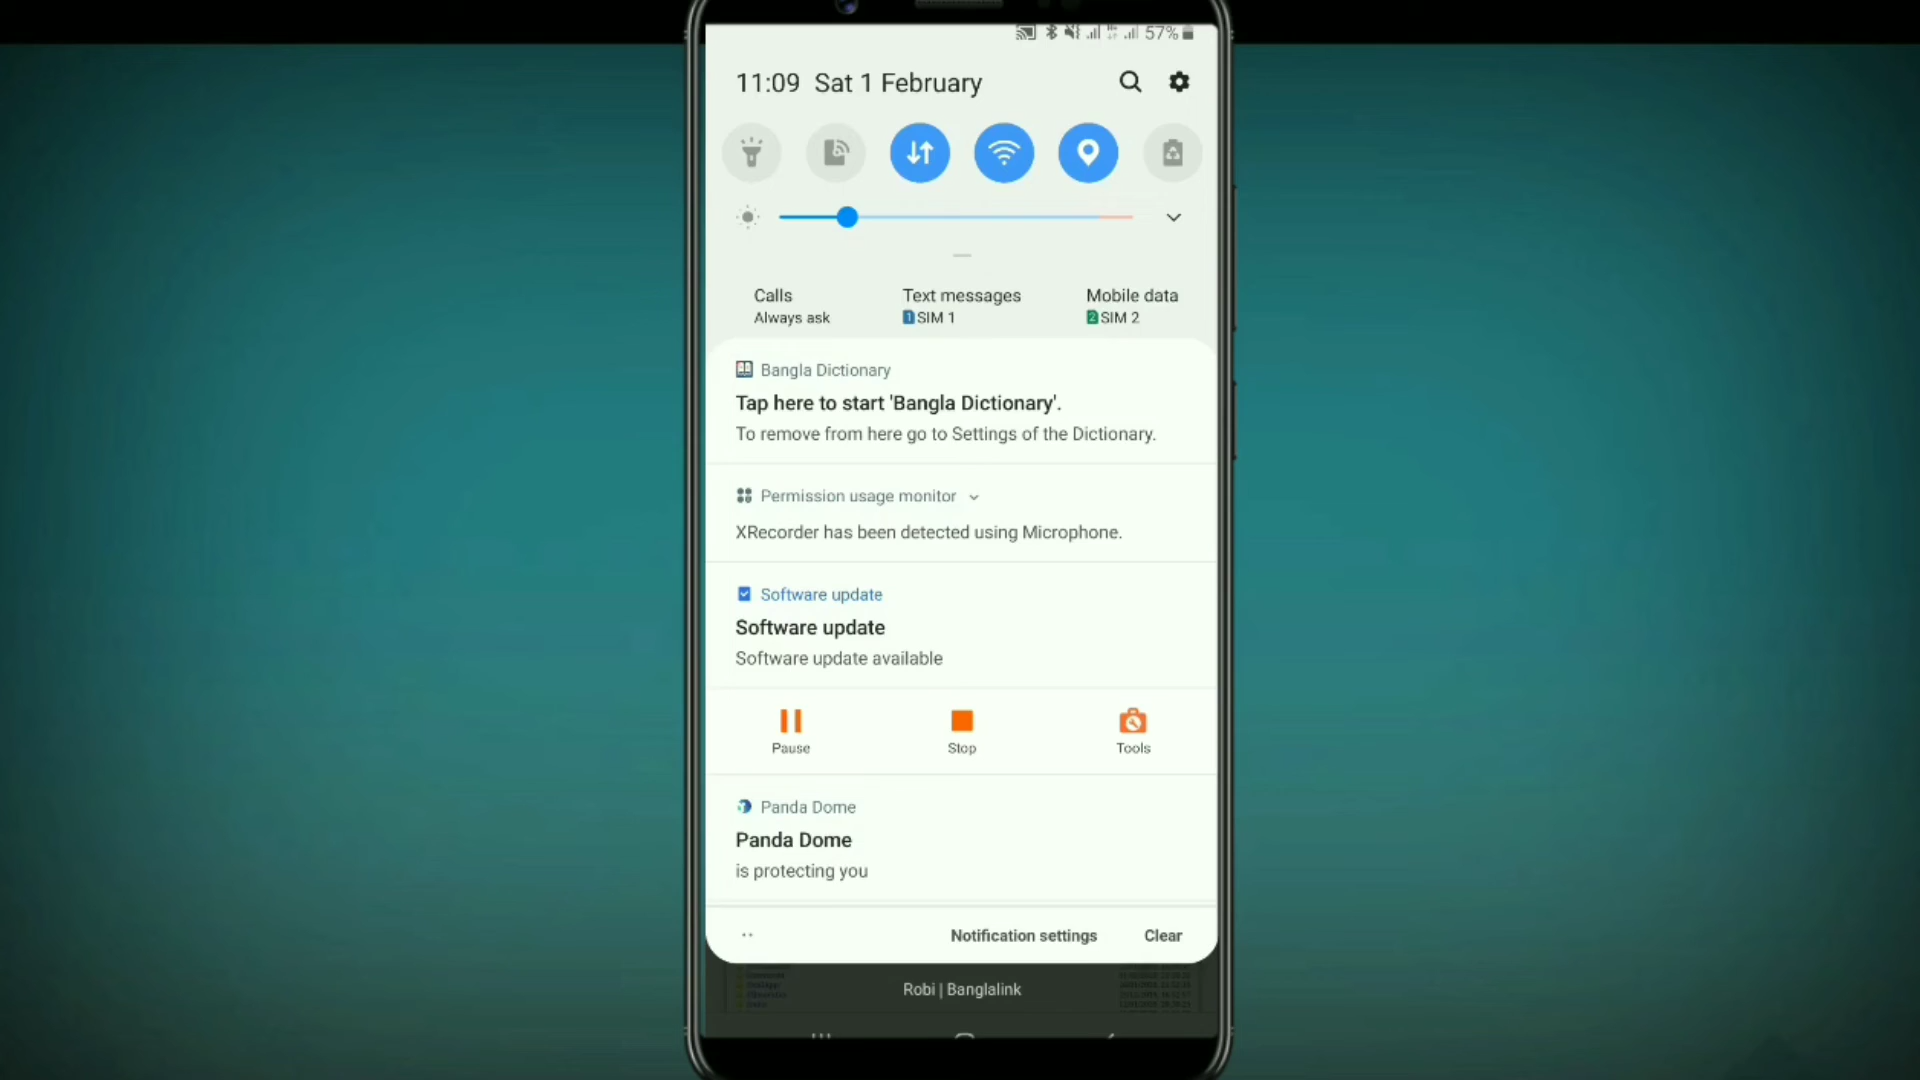 57%
11:09 Sat 1 February
Calls
Always ask
Text messages
1 SIM 1
Mobile data
2 SIM 2
Bangla Dictionary
Tap here to start 'Bangla Dictionary'.
To remove from here go to Settings of the Dictionary.
Permission usage monitor
XRecorder has been detected using Microphone.
Software update
Software update
Software update available
Pause
Stop
Tools
Panda Dome
Panda Dome
is protecting you
Notification settings
Clear
Robi | Banglalink